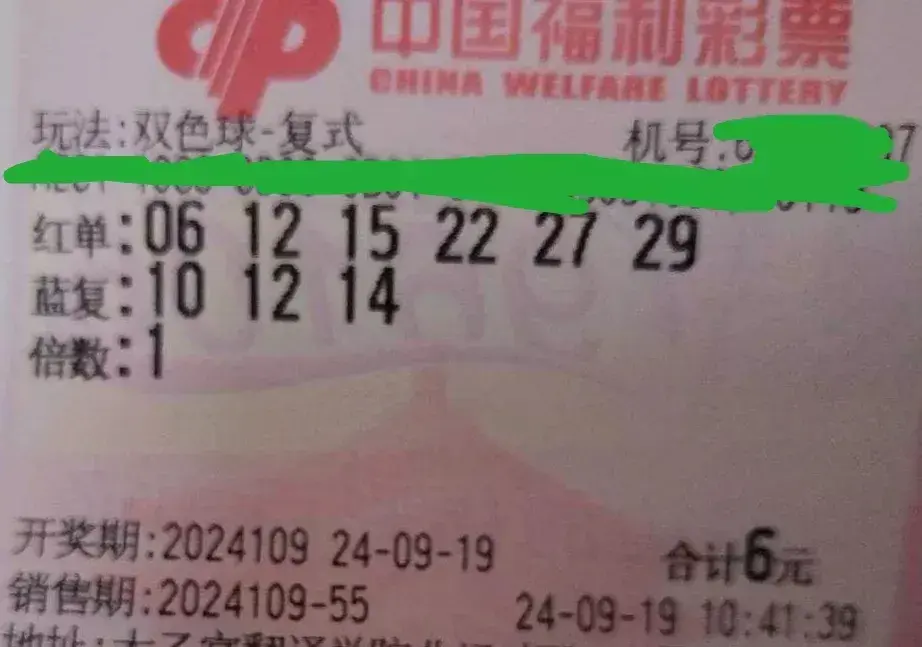 中国福利彩票
CHINA WELFARE LOTTERY
玩法:双色球-复式 机号:
红单:06 12 15 22 27 29
蓝复:10 12 14
倍数:1
开奖期:2024109 24-09-19 合计6元
销售期:2024109-55 24-09-19 10:41:39
地址: